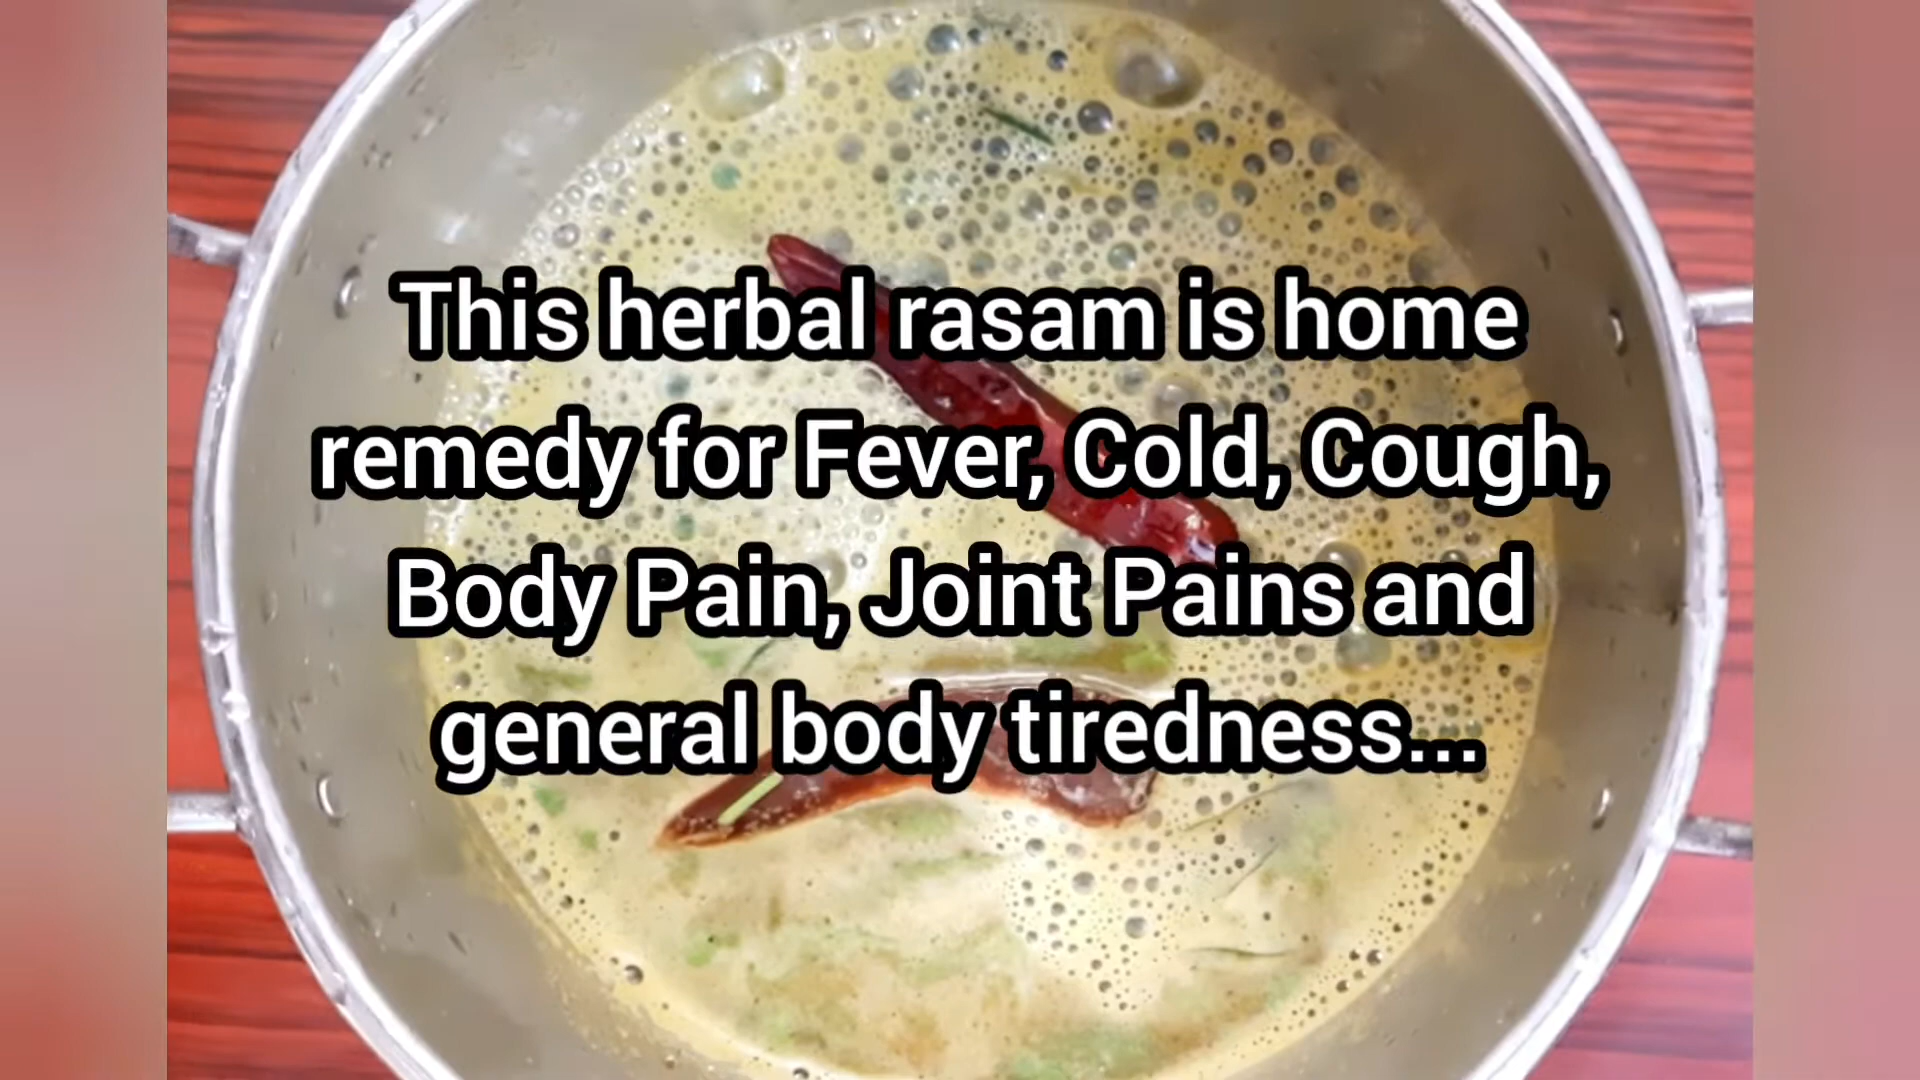 This herbal rasam is home
remedy for Fever, Cold, Cough,
Body Pain, Joint Pains and
general body tiredness...